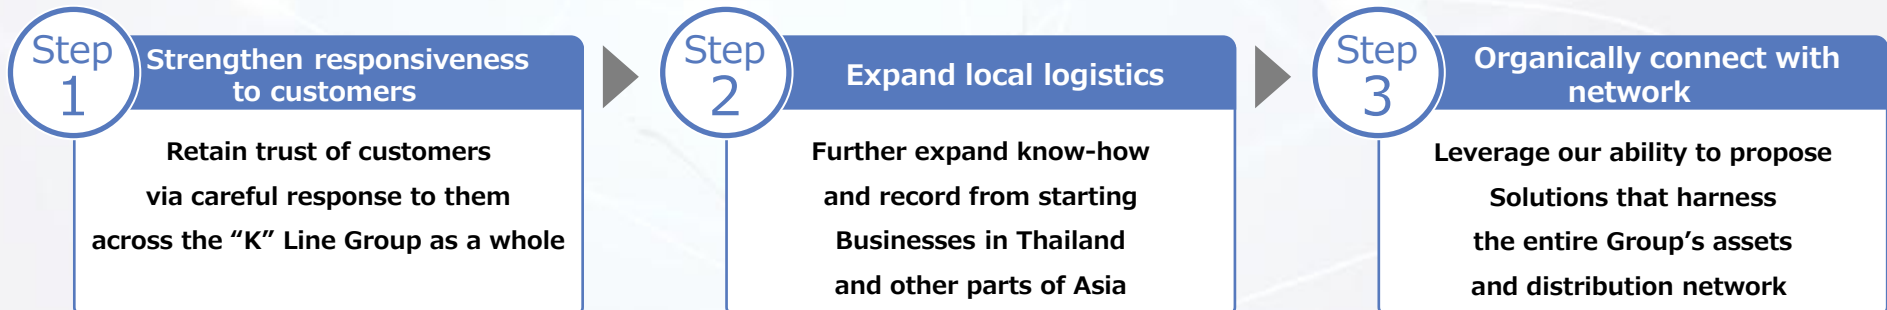 Step
1
Strengthen responsiveness
to customers
Retain trust of customers
via careful response to them
across the “K” Line Group as a whole
Step
2
Expand local logistics
Further expand know-how
and record from starting
Businesses in Thailand
and other parts of Asia
Step
3
Organically connect with
network
Leverage our ability to propose
Solutions that harness
the entire Group’s assets
and distribution network